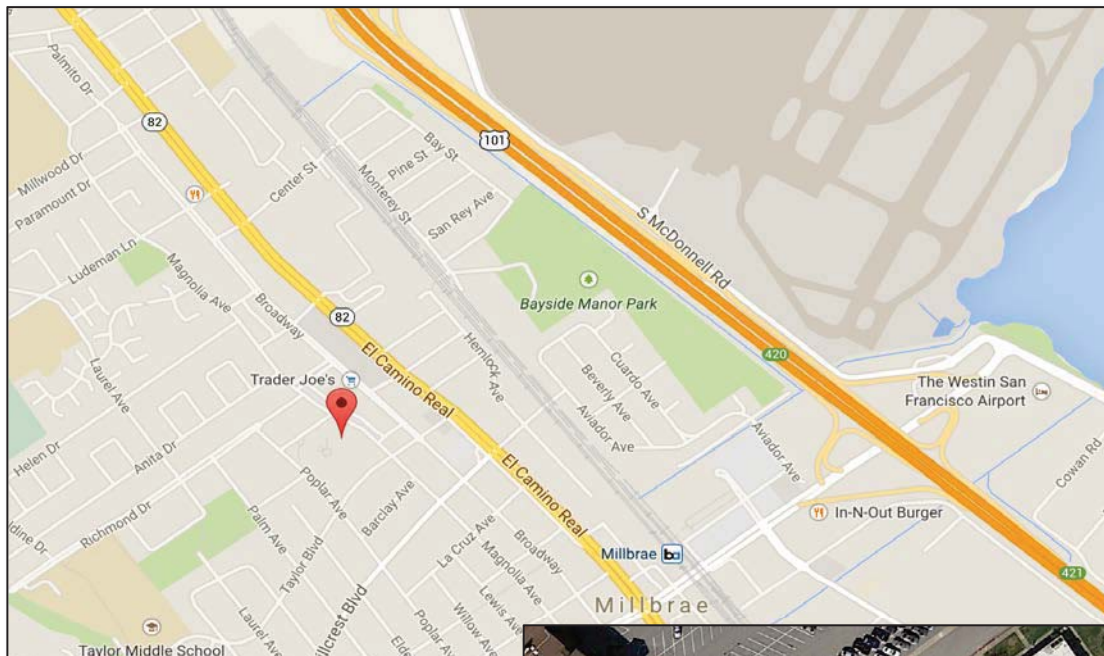 Palmito Dr
82
Millwood Dr
Paramount Dr
Ludeman Ln
Center St
Bay St
Pine St
Monterey St
San Rey Ave
101
S McDonnell Rd
Bayside Manor Park
Magnolia Ave
Broadway
82
El Camino Real
Hemlock Ave
Trader Joe's
Laurel Ave
Cuardo Ave
Beverly Ave
Aviador Ave
Aviador Ave
420
The Westin San
Francisco Airport
Cowan Rd
Helen Dr
Anita Dr
Richmond Dr
Poplar Ave
Barclay Ave
El Camino Real
In-N-Out Burger
dine Dr
Palm Ave
Taylor Blvd
La Cruz Ave
Broadway
Magnolia Ave
Millbrae
ba
421
Millbrae
Lewis Ave
Willow Ave
Poplar Ave
Elde
llcrest Blvd
Laurel Ave
Taylor Middle School